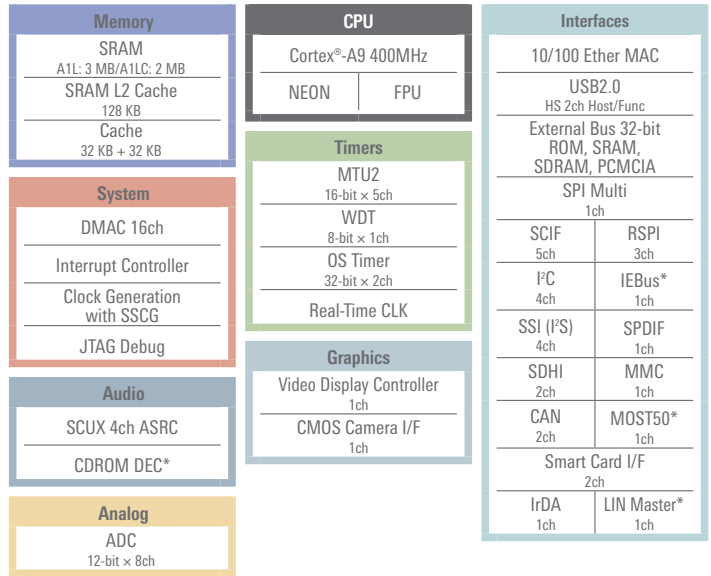 Memory
SRAM
A1L: 3 MB/A1LC: 2 MB
SRAM L2 Cache
128 KB
Cache
32 KB + 32 KB
System
DMAC 16ch
Interrupt Controller
Clock Generation
with SSCG
JTAG Debug
Audio
SCUX 4ch ASRC
CDROM DEC*
Analog
ADC
12-bit × 8ch
CPU
Cortex®-A9 400MHz
NEON FPU
Timers
MTU2
16-bit × 5ch
WDT
8-bit × 1ch
OS Timer
32-bit × 2ch
Real-Time CLK
Graphics
Video Display Controller
1ch
CMOS Camera I/F
1ch
Interfaces
10/100 Ether MAC
USB2.0
HS 2ch Host/Func
External Bus 32-bit
ROM, SRAM,
SDRAM, PCMCIA
SPI Multi
1ch
SCIF RSPI
5ch 3ch
I²C IEBus*
4ch 1ch
SSI (I²S) SPDIF
4ch 1ch
SDHI MMC
2ch 1ch
CAN MOST50*
2ch 1ch
Smart Card I/F
2ch
IrDA LIN Master*
1ch 1ch